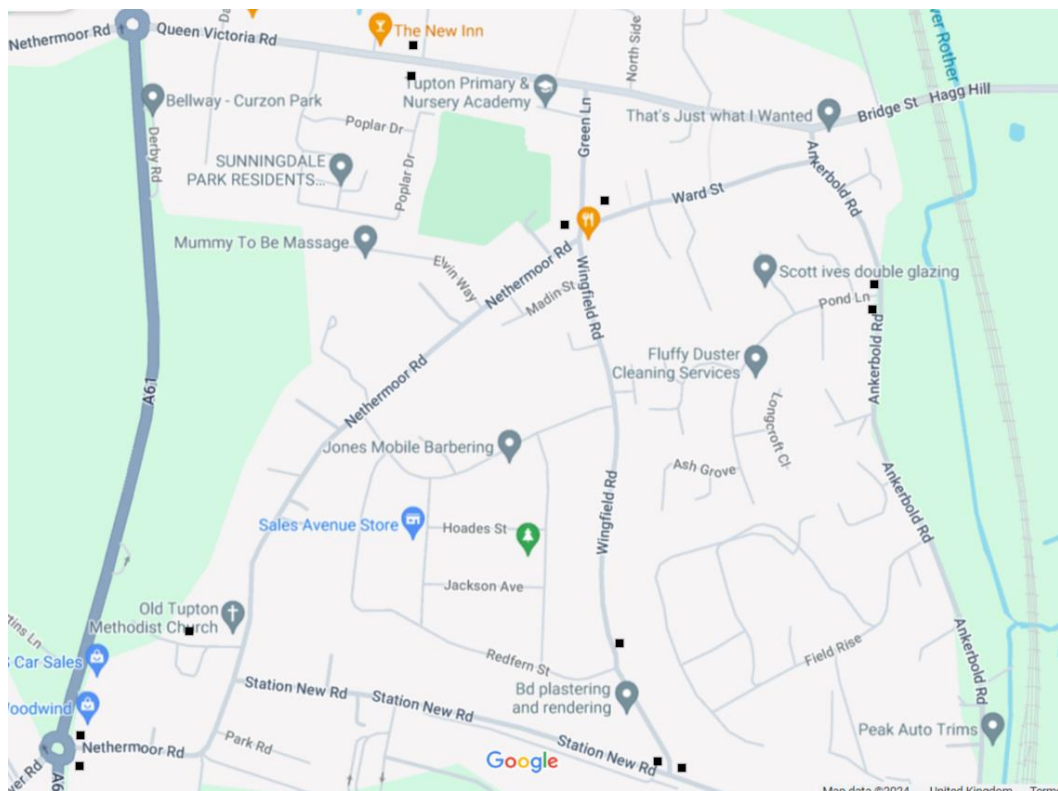 Nethermoor Rd
Queen Victoria Rd
The New Inn
North Side
Tupton Primary &
Nursery Academy
Bellway - Curzon Park
Derby Rd
Poplar Dr
Green Ln
That's Just what I Wanted
Bridge St
Hagg Hill
SUNNINGDALE
PARK RESIDENTS...
Poplar Dr
Ankerbold Rd
Ward St
Mummy To Be Massage
Elvin Way
Nethermoor Rd
Madin St
Wingfield Rd
Scott ives double glazing
Pond Ln
Ankerbold Rd
Fluffy Duster
Cleaning Services
A61
Nethermoor Rd
Longcroft Cl
Jones Mobile Barbering
Ash Grove
Wingfield Rd
Ankerbold Rd
Sales Avenue Store
Hoades St
Jackson Ave
Old Tupton
Methodist Church
Car Sales
Redfern St
Field Rise
Ankerbold Rd
Station New Rd
Station New Rd
Bd plastering
and rendering
Peak Auto Trims
Nethermoor Rd
Park Rd
Station New Rd
Google
Map data ©2024 United Kingdom